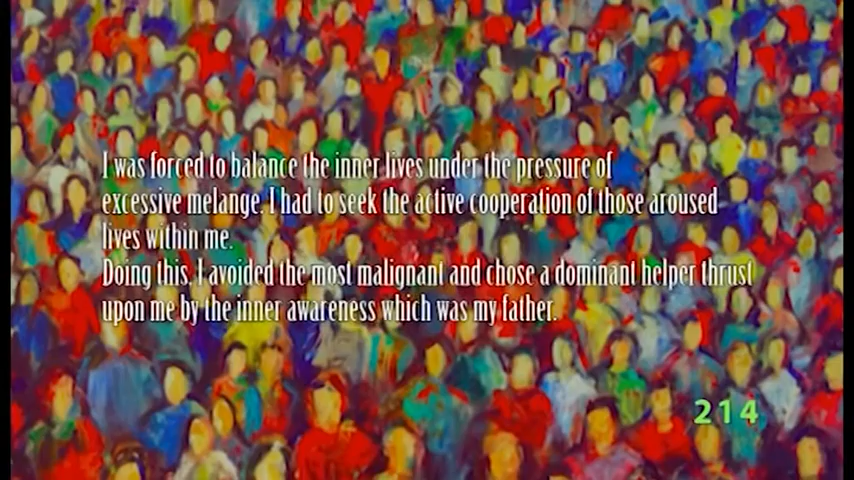 I was forced to balance the inner lives under the pressure of
excessive melange. I had to seek the active cooperation of those aroused
lives within me.
Doing this, I avoided the most malignant and chose a dominant helper thrust
upon me by the inner awareness which was my father.
214